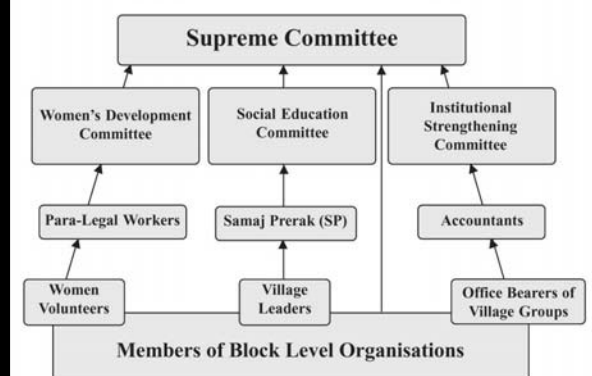 Supreme Committee
Women's Development
Committee
Social Education
Committee
Institutional
Strengthening
Committee
Para-Legal Workers
Samaj Prerak (SP)
Accountants
Women
Volunteers
Village
Leaders
Office Bearers of
Village Groups
Members of Block Level Organisations